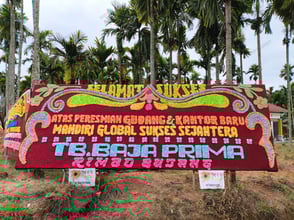 SELAMAT SUKSES
ATAS PERESMIAN GUDANG & KANTOR BARU
MANDIRI GLOBAL SUKSES SEJAHTERA
TB. BAJA PRIMA
RIMBO BUJANG